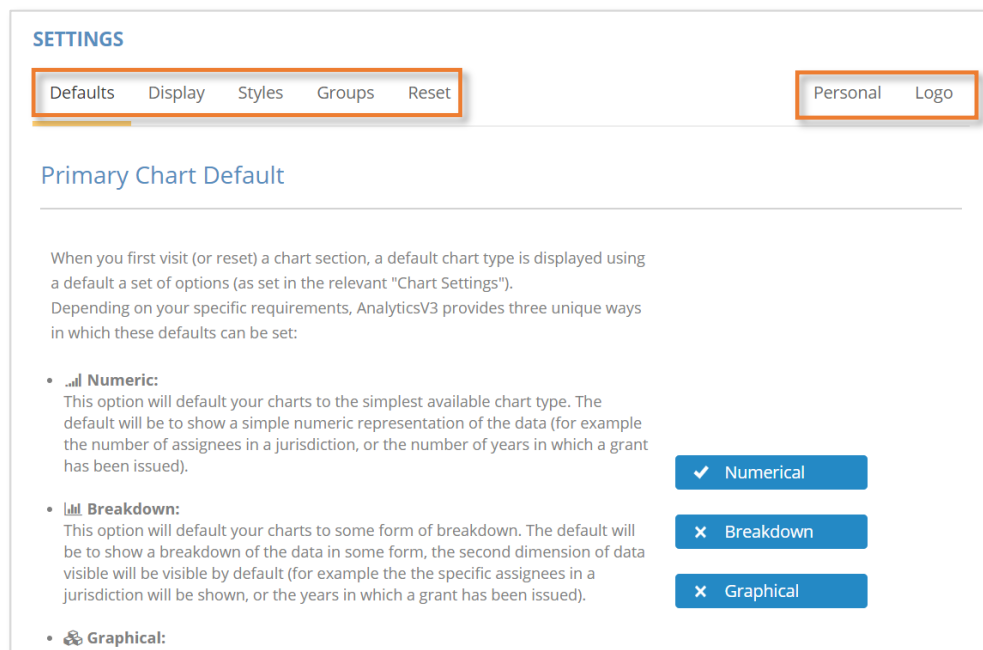 SETTINGS
Defaults Display Styles Groups Reset Personal Logo
Primary Chart Default
When you first visit (or reset) a chart section, a default chart type is displayed using
a default a set of options (as set in the relevant "Chart Settings").
Depending on your specific requirements, AnalyticsV3 provides three unique ways
in which these defaults can be set:
Numeric:
This option will default your charts to the simplest available chart type. The
default will be to show a simple numeric representation of the data (for example
the number of assignees in a jurisdiction, or the number of years in which a grant
has been issued).
Numerical
Breakdown:
This option will default your charts to some form of breakdown. The default will
be to show a breakdown of the data in some form, the second dimension of data
visible will be visible by default (for example the the specific assignees in a
jurisdiction will be shown, or the years in which a grant has been issued).
Breakdown
Graphical
Graphical: